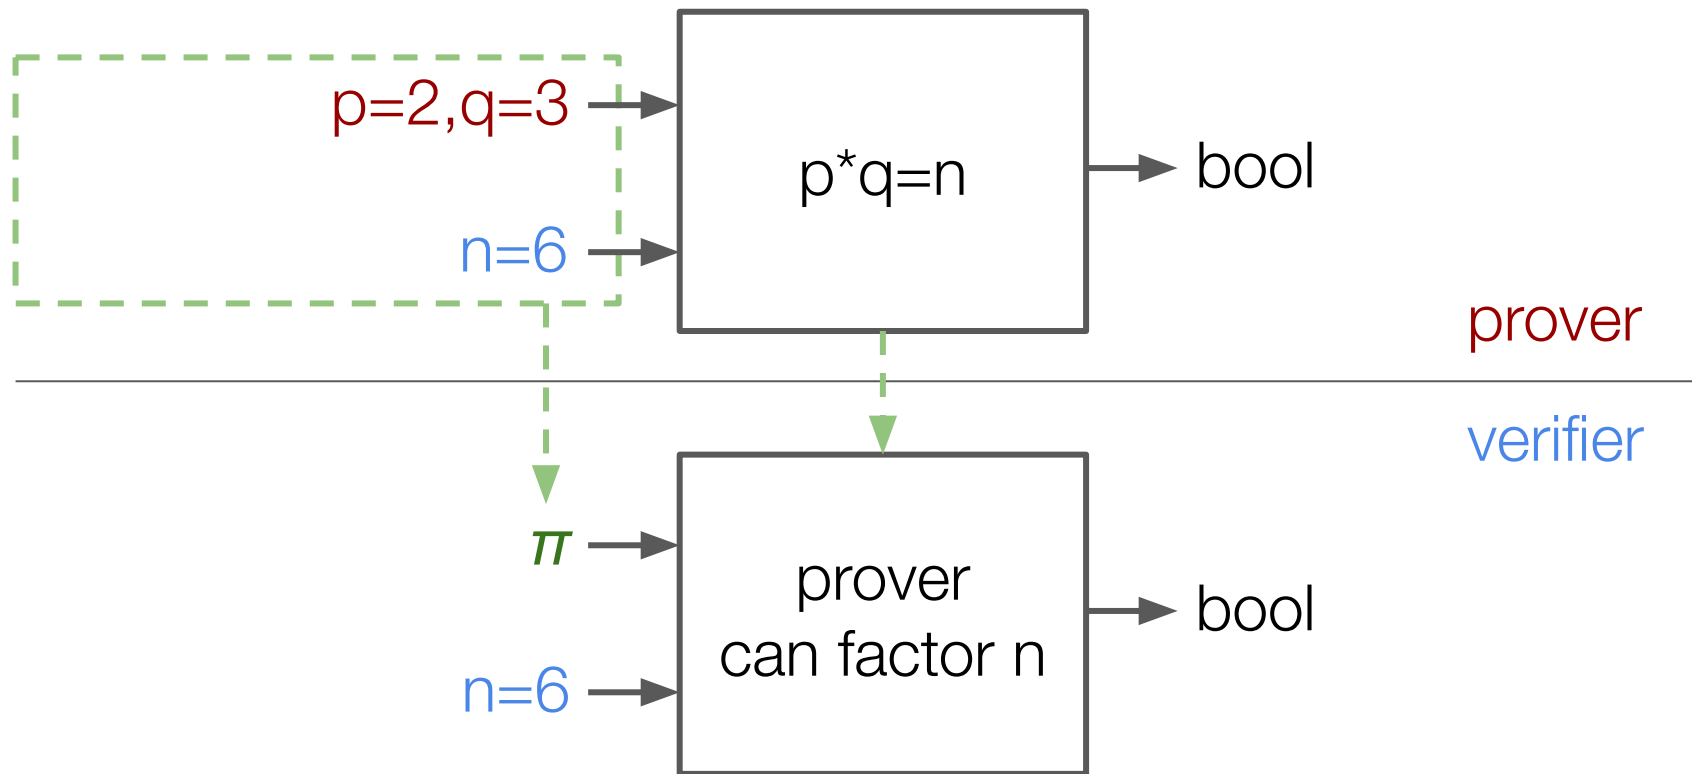 p=2,q=3
p*q=n
bool
n=6
prover
verifier
π
prover
can factor n
bool
n=6